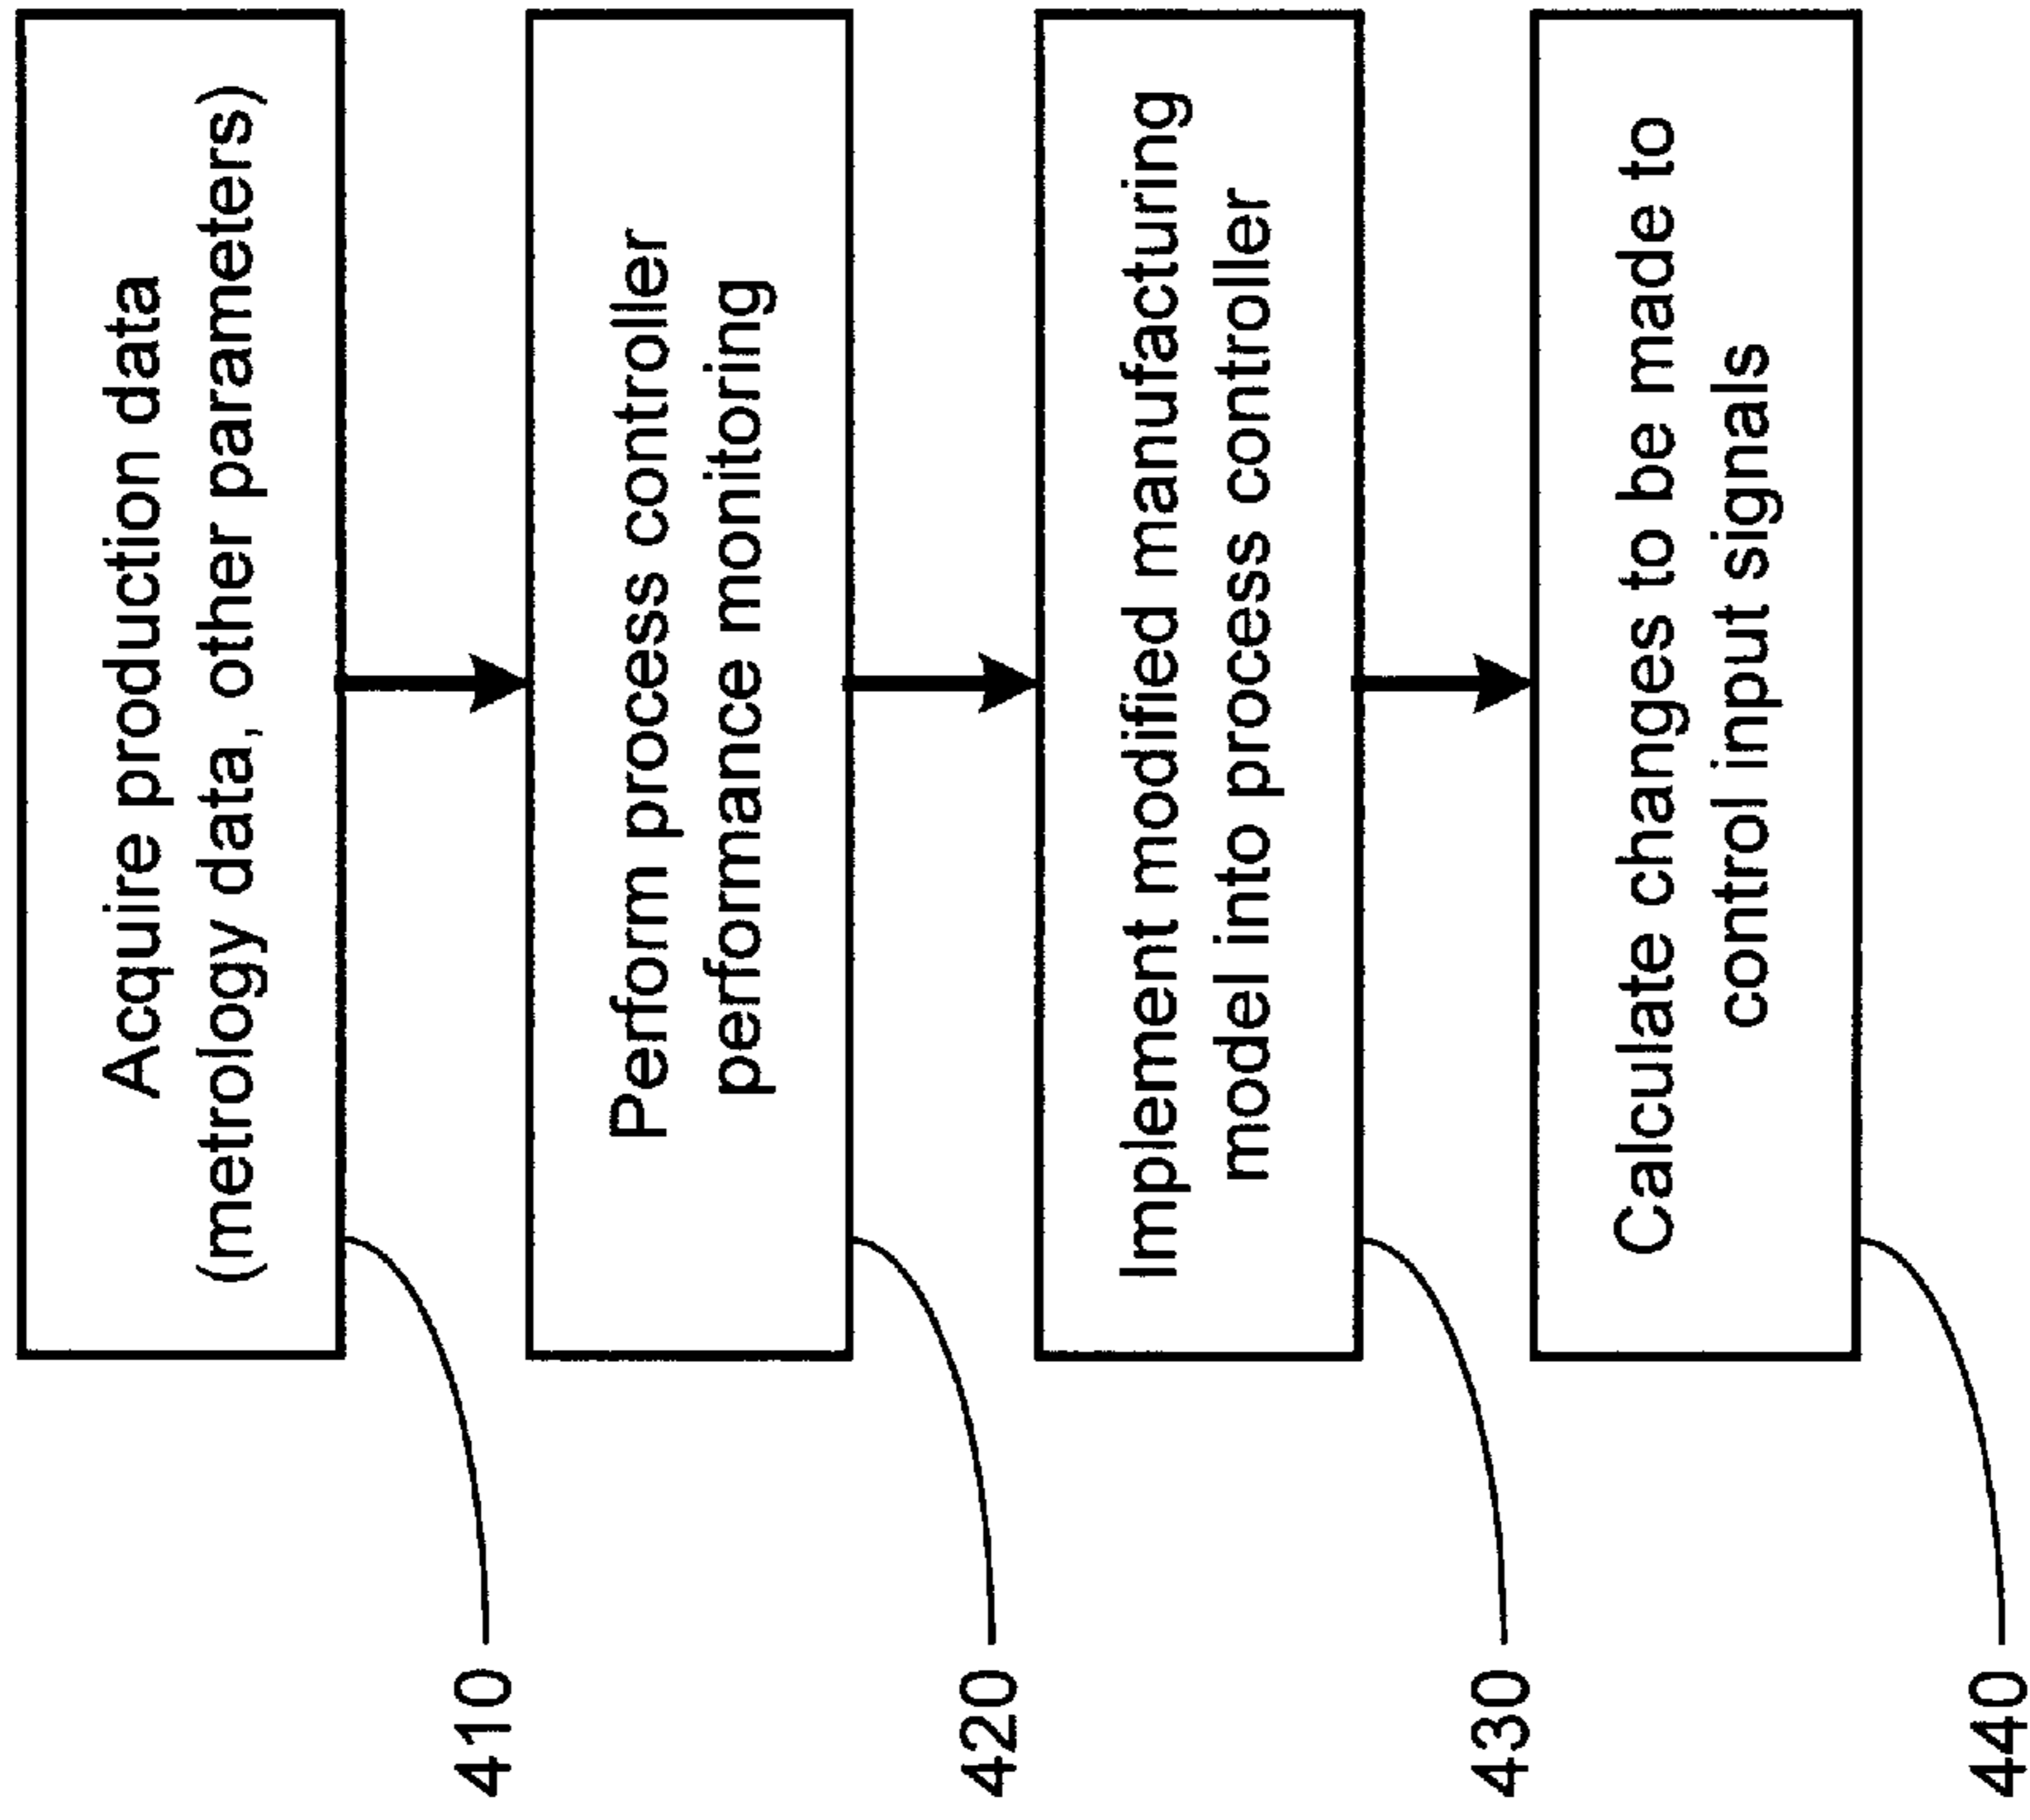 Acquire production data
(metrology data, other parameters)
410
Perform process controller
performance monitoring
420
Implement modified manufacturing
model into process controller
430
Calculate changes to be made to
control input signals
440